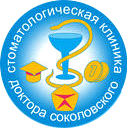 СТОМАТОЛОГИЧЕСКАЯ КЛИНИКА
ДОКТОРА СОКОЛОВСКОГО